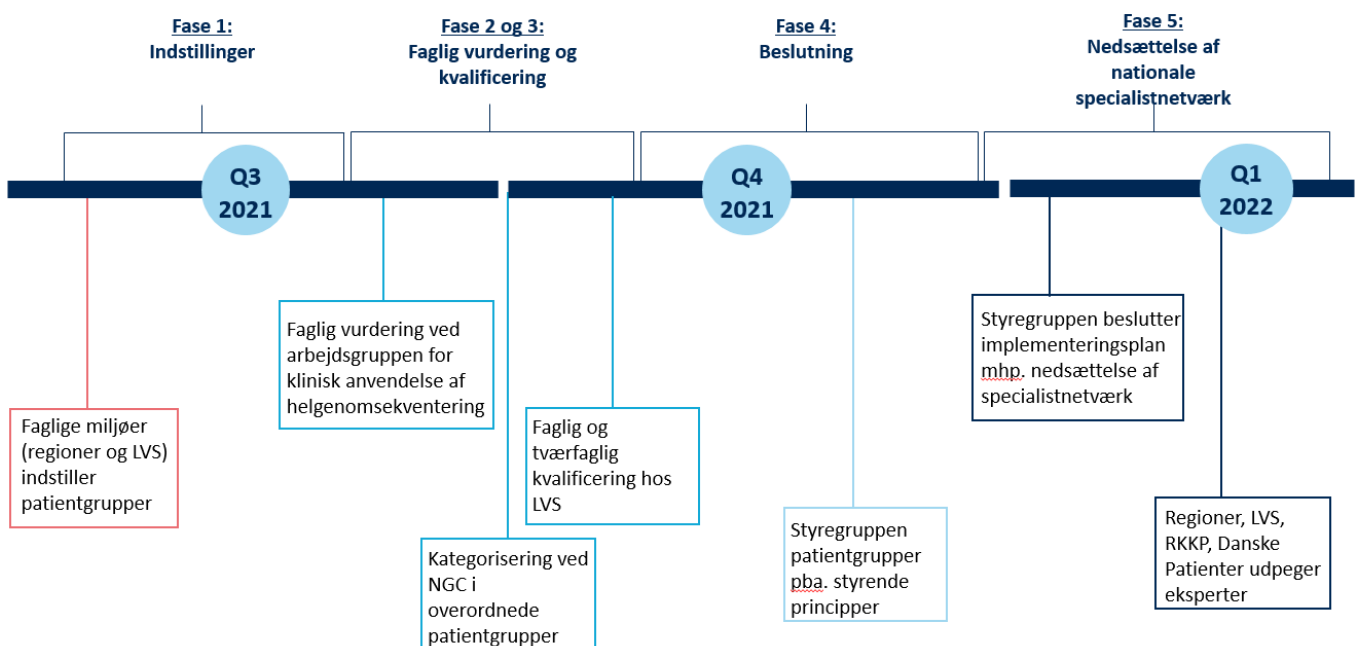 Fase 1:
Indstillinger
Fase 2 og 3:
Faglig vurdering og
kvalificering
Fase 4:
Beslutning
Fase 5:
Nedsættelse af
nationale
specialistnetværk
Q3
2021
Q4
2021
Q1
2022
Faglige miljøer
(regioner og LVS)
indstiller
patientgrupper
Faglig vurdering ved
arbejdsgruppen for
klinisk anvendelse af
helgenomsekventering
Kategorisering ved
NGC i
overordnede
patientgrupper
Faglig og
tværfaglig
kvalificering hos
LVS
Styregruppen
patientgrupper
pba. styrende
principper
Styregruppen beslutter
implementeringsplan
mhp. nedsættelse af
specialistnetværk
Regioner, LVS,
RKKP, Danske
Patienter udpeger
eksperter